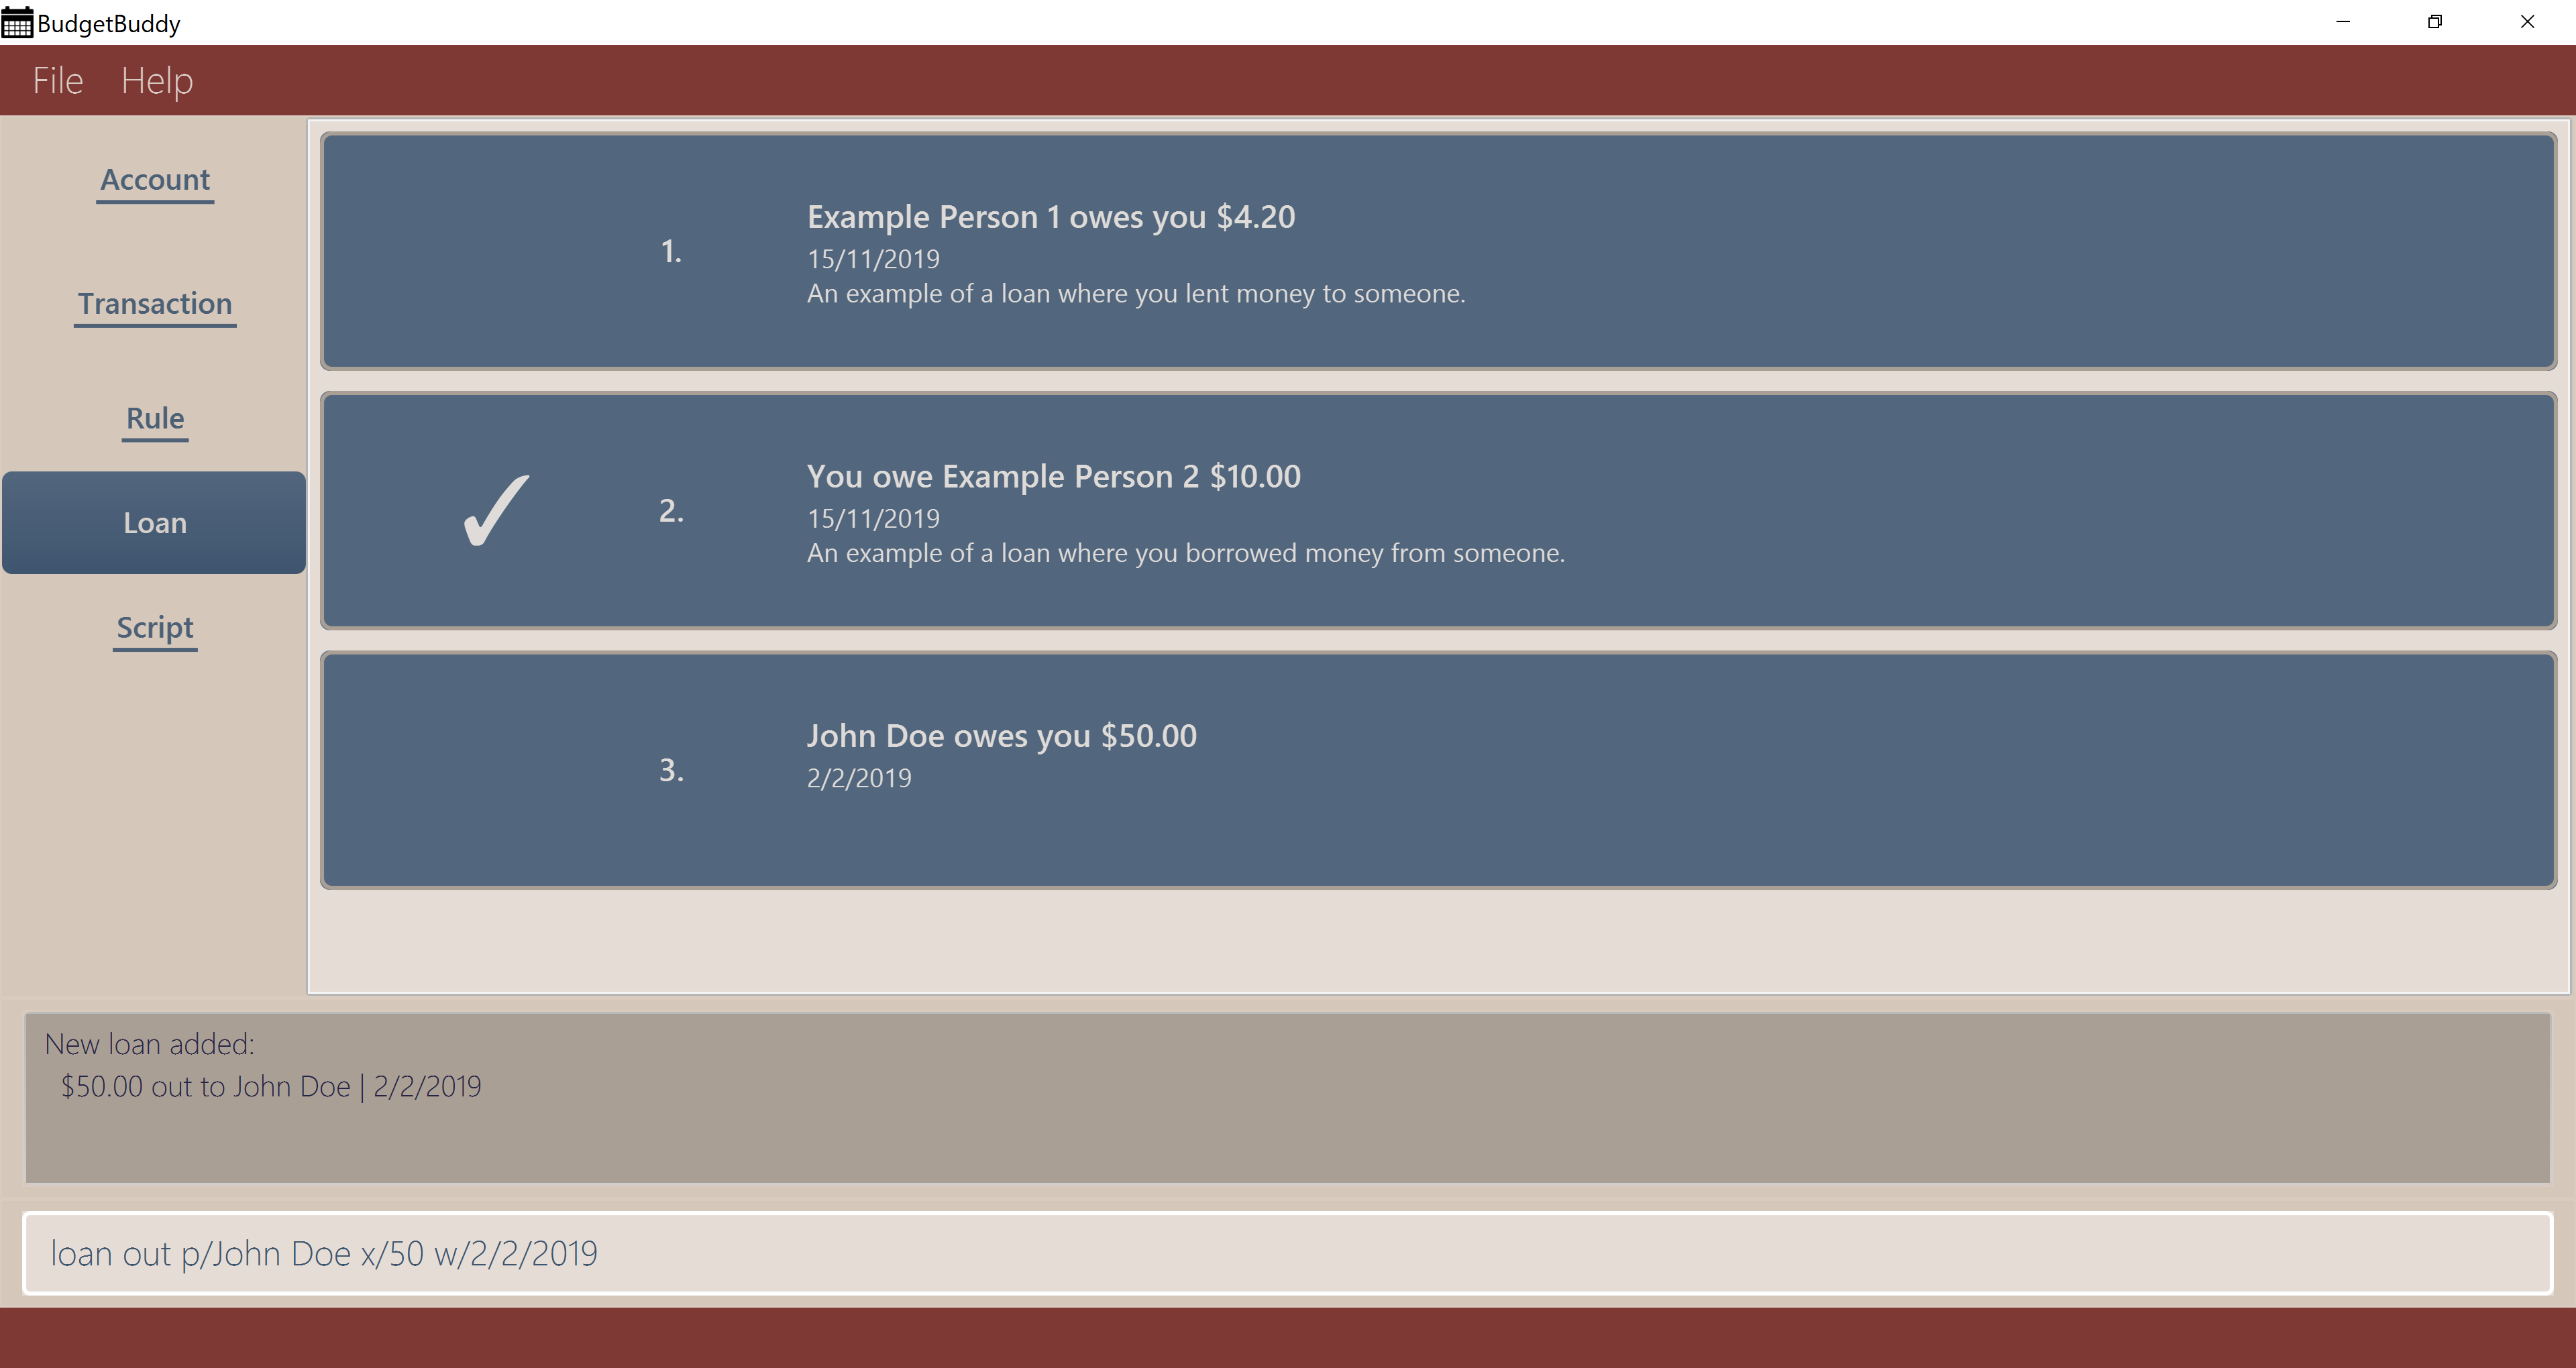 BudgetBuddy
File Help
Account
Transaction
Rule
Loan
Script
1.
Example Person 1 owes you $4.20
15/11/2019
An example of a loan where you lent money to someone.
2.
You owe Example Person 2 $10.00
15/11/2019
An example of a loan where you borrowed money from someone.
3.
John Doe owes you $50.00
2/2/2019
New loan added:
$50.00 out to John Doe | 2/2/2019
loan out p/John Doe x/50 w/2/2/2019